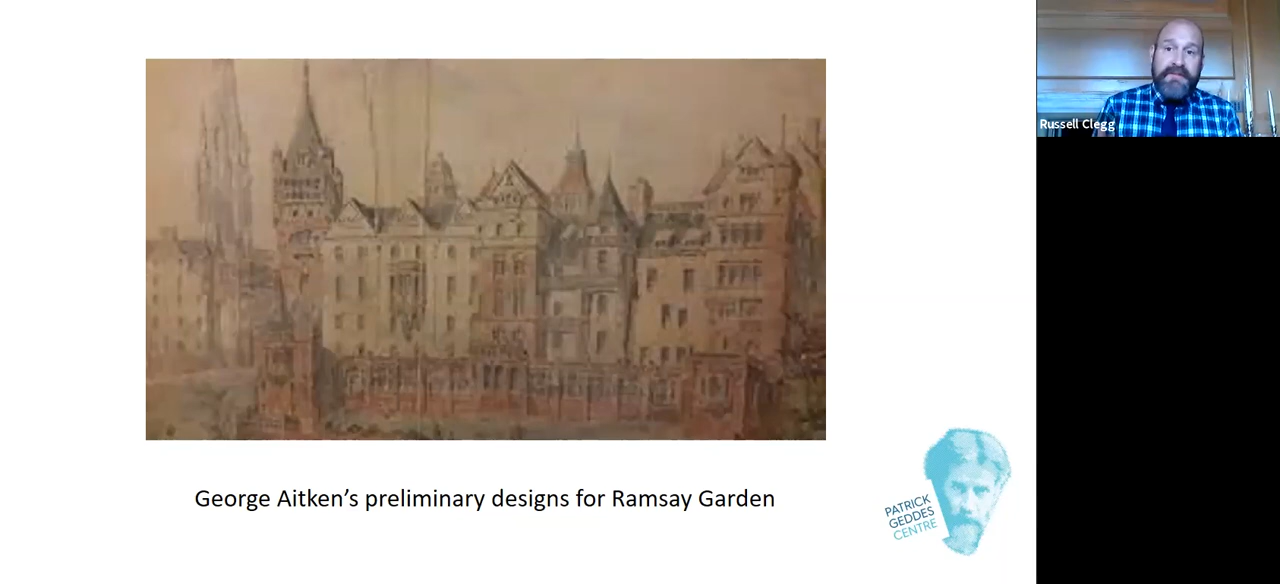 Russell Clegg
George Aitken’s preliminary designs for Ramsay Garden
PATRICK
GEDDES
CENTRE